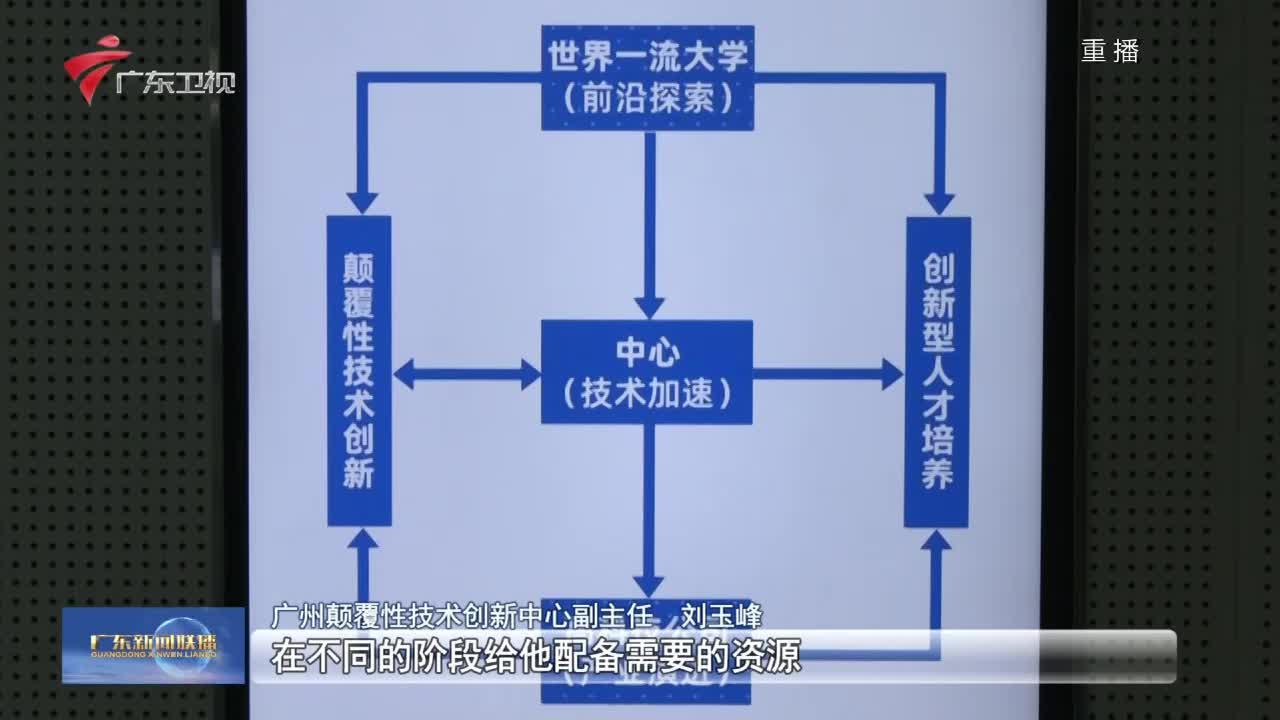 广东卫视
重播
世界一流大学
（前沿探索）
颠覆性技术创新
中心
（技术加速）
创新型人才培养
广州颠覆性技术创新中心副主任 刘玉峰
在不同的阶段给他配备需要的资源
广东新闻联播
GUANGDONG XINWEN LIANBO